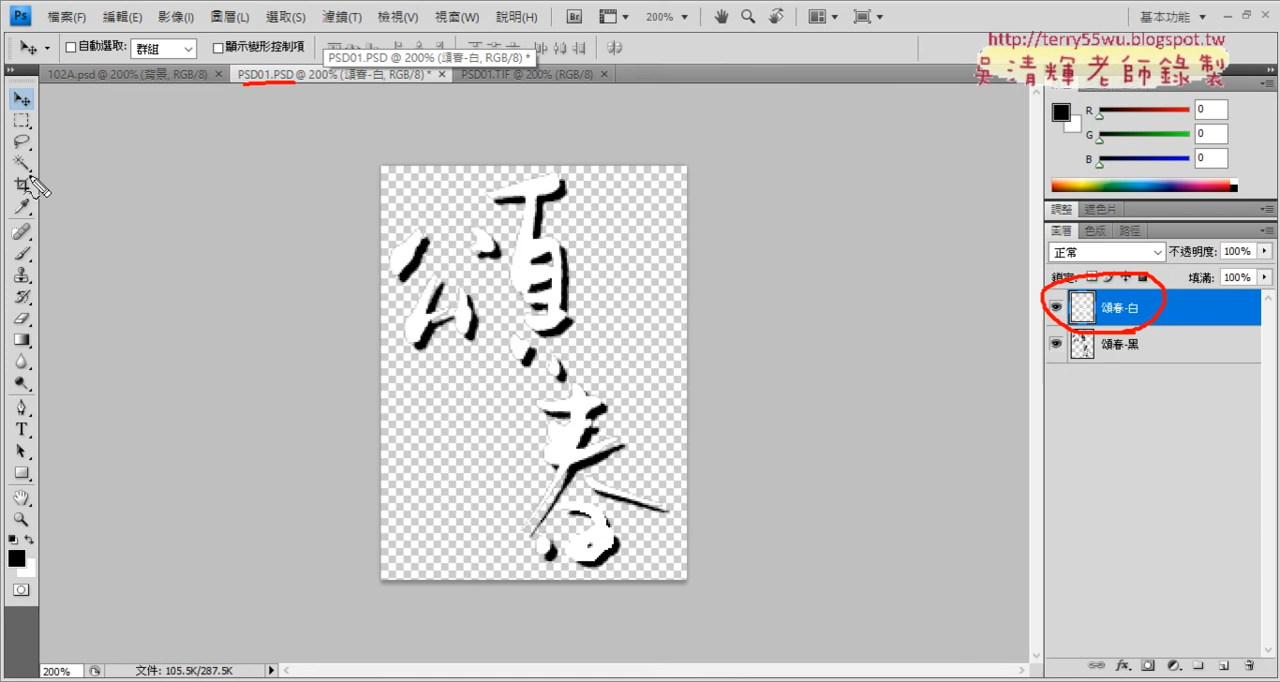 Ps 檔案(F) 編輯(E) 影像(I) 圖層(L) 選取(S) 濾鏡(T) 檢視(V) 視窗(W) 說明(H) Br 200% 基本功能
自動選取: 群組 顯示變形控制項
http://terry55wu.blogspot.tw
吳清輝老師錄製
PSD01.PSD @ 200% (頌春-白, RGB/8) *
102A.psd @ 200% (背景, RGB/8) × PSD01.PSD @ 200% (頌春-白, RGB/8) * × PSD01.TIF @ 200% (RGB/8) ×
R 0
G 0
B 0
調整 遮色片
圖層 色版 路徑
正常 不透明度: 100%
鎖定: 填滿: 100%
頌春-白
頌春-黑
頌春
T
fx
200% 文件: 105.5K/287.5K